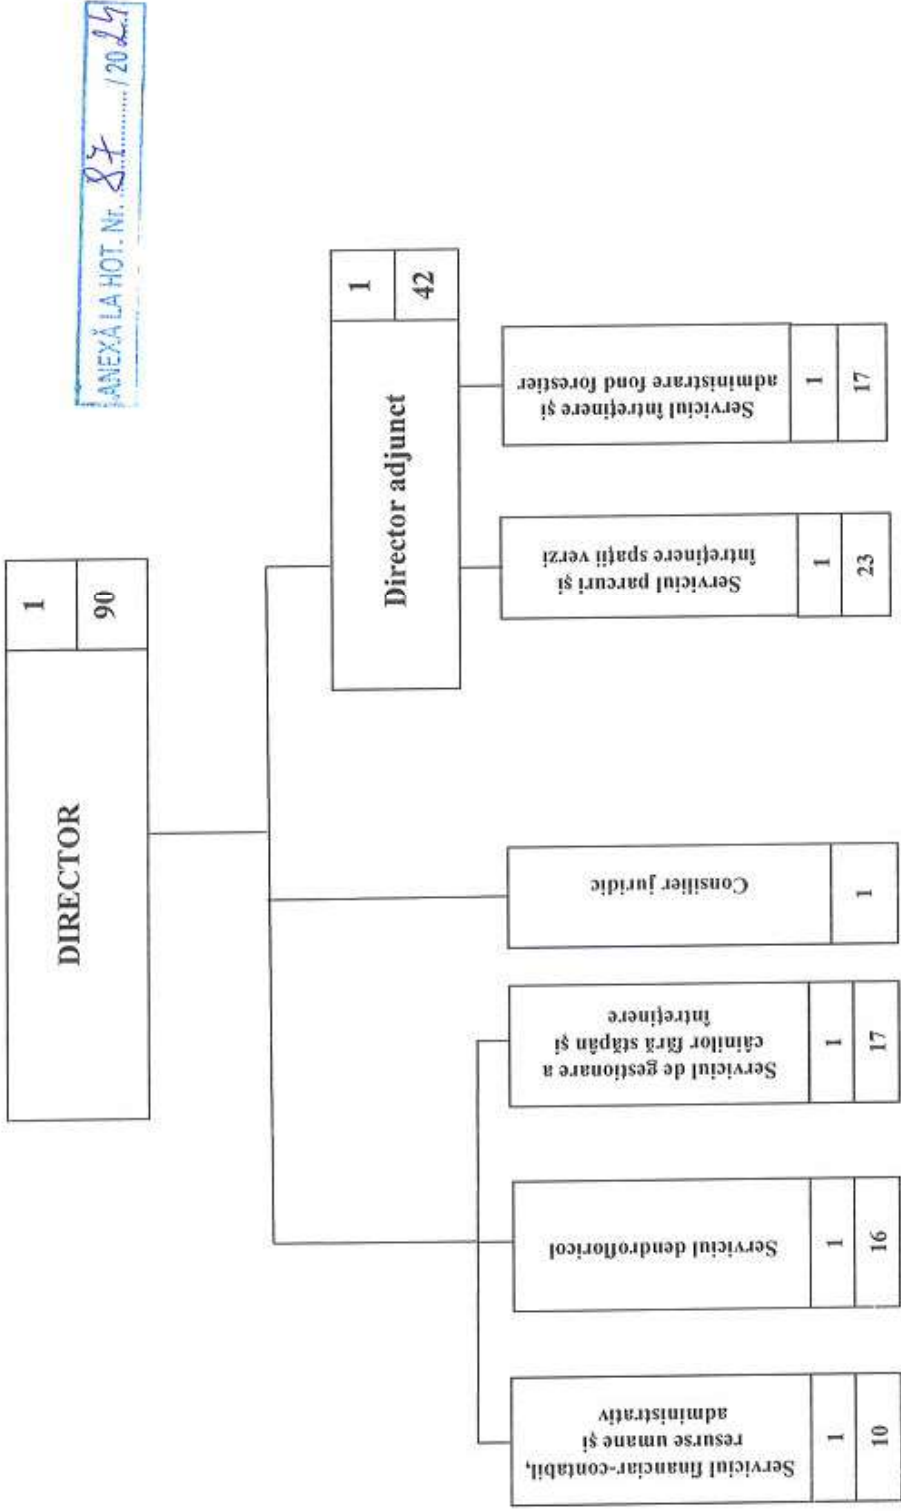 ANEXĂ LA HOT. Nr. 87 / 2024
DIRECTOR
1
90
Director adjunct
1
42
Serviciul financiar-contabil,
resurse umane și
administrativ
1
10
Serviciul dendrofloricol
1
16
Serviciul de gestionare a
câinilor fără stăpân și
întreținere
1
17
Consilier juridic
1
Serviciul parcuri și
întreținere spații verzi
1
23
Serviciul întreținere și
administrare fond forestier
1
17